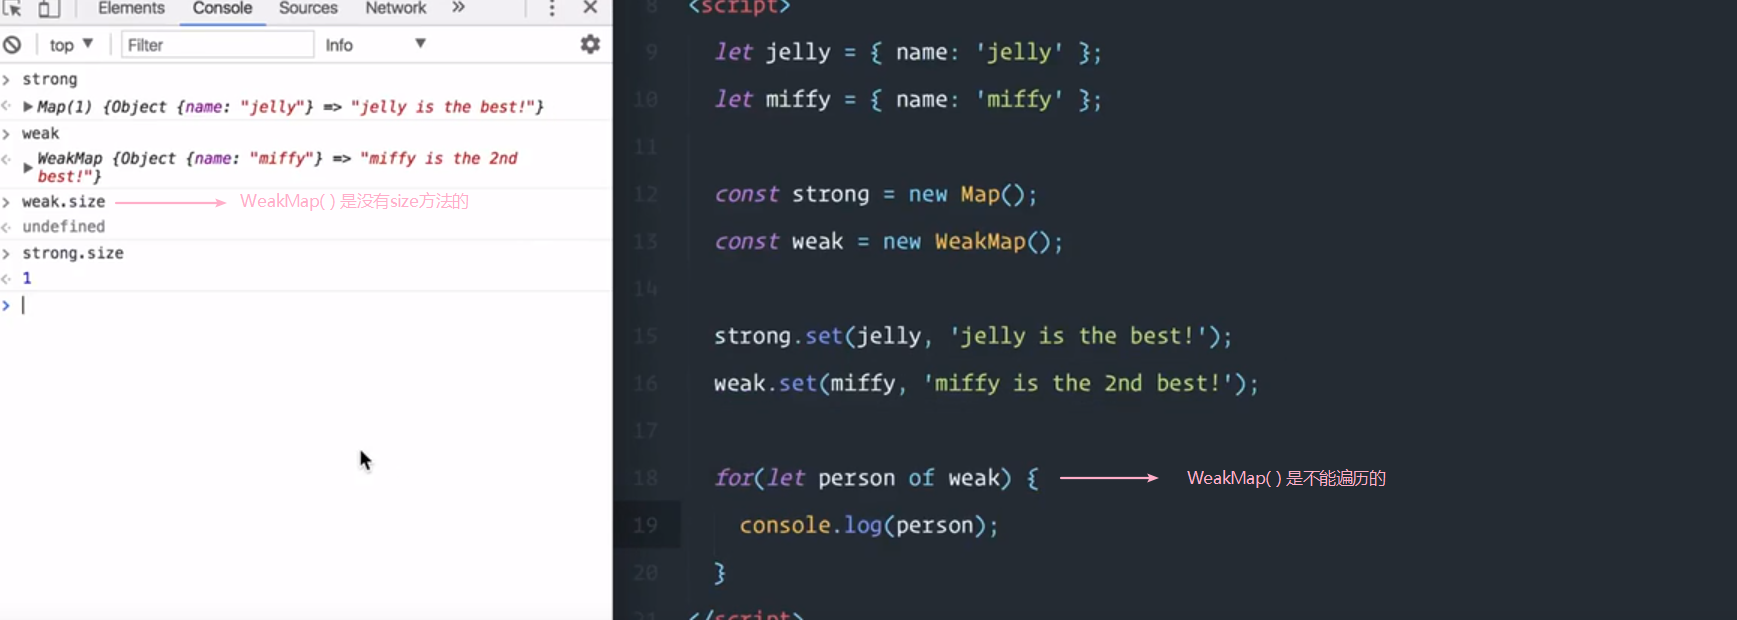 Elements Console Sources Network »
top ▼ Filter Info ▼
> strong
<· ▶Map(1) {Object {name: "jelly"} => "jelly is the best!"}
> weak
<· ▶WeakMap {Object {name: "miffy"} => "miffy is the 2nd
best!"}
> weak.size WeakMap( ) 是没有size方法的
<· undefined
> strong.size
<· 1
>
8 <script>
9 let jelly = { name: 'jelly' };
10 let miffy = { name: 'miffy' };
11
12 const strong = new Map();
13 const weak = new WeakMap();
14
15 strong.set(jelly, 'jelly is the best!');
16 weak.set(miffy, 'miffy is the 2nd best!');
17
18 for(let person of weak) { WeakMap( ) 是不能遍历的
19 console.log(person);
20 }
21 </script>